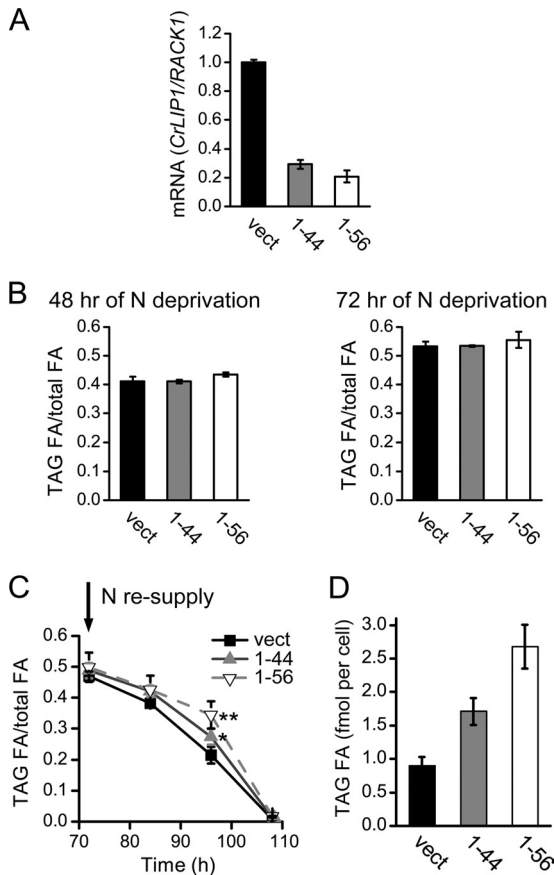 A
mRNA (CrLIP1/RACK1)
1.2
1.0
0.8
0.6
0.4
0.2
0.0
vect
1-44
1-56
B
48 hr of N deprivation
TAG FA/total FA
0.6
0.5
0.4
0.3
0.2
0.1
0.0
vect
1-44
1-56
72 hr of N deprivation
TAG FA/total FA
0.6
0.5
0.4
0.3
0.2
0.1
0.0
vect
1-44
1-56
C
N re-supply
TAG FA/total FA
0.6
0.5
0.4
0.3
0.2
0.1
0.0
vect
1-44
1-56
**
*
70
80
90
100
110
Time (h)
D
TAG FA (fmol per cell)
3.0
2.5
2.0
1.5
1.0
0.5
0.0
vect
1-44
1-56